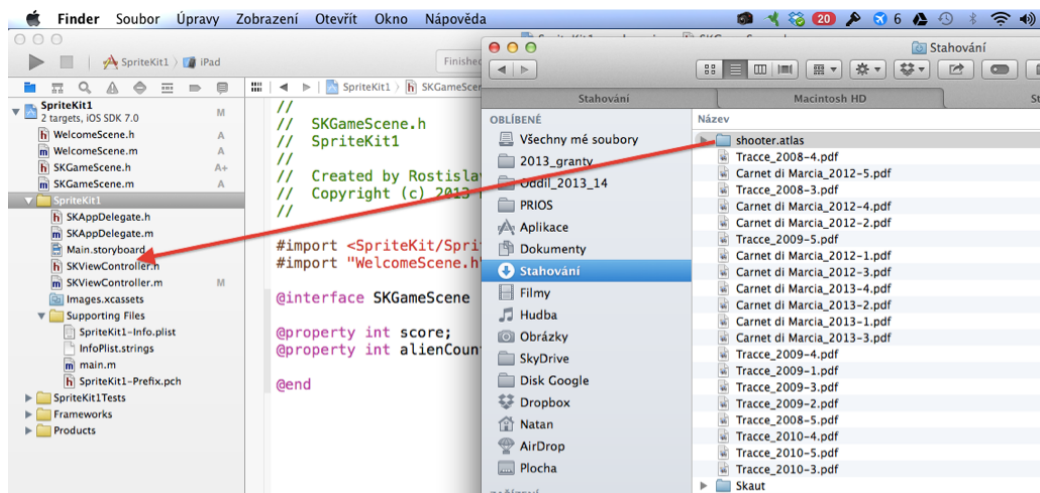 Finder Soubor Úpravy Zobrazení Otevřít Okno Nápověda
20
6
SpriteKit1
iPad
Finished
SpriteKit1
2 targets, iOS SDK 7.0
M
WelcomeScene.h
A
WelcomeScene.m
A
SKGameScene.h
A+
SKGameScene.m
A
SpriteKit1
SKAppDelegate.h
SKAppDelegate.m
Main.storyboard
SKViewController.h
SKViewController.m
M
Images.xcassets
Supporting Files
SpriteKit1-Info.plist
InfoPlist.strings
main.m
SpriteKit1-Prefix.pch
SpriteKit1Tests
Frameworks
Products
SpriteKit1
SKGameScen
//
// SKGameScene.h
// SpriteKit1
//
// Created by Rostisla
// Copyright (c) 2013
//
#import <SpriteKit/Spri
#import "WelcomeScene.h"
@interface SKGameScene
@property int score;
@property int alienCoun
@end
Stahování
Stahování
Macintosh HD
St
OBLÍBENÉ
Všechny mé soubory
2013_granty
Oddil_2013_14
PRIOS
Aplikace
Dokumenty
Stahování
Filmy
Hudba
Obrázky
SkyDrive
Disk Google
Dropbox
Natan
AirDrop
Plocha
Název
shooter.atlas
Tracce_2008-4.pdf
Carnet di Marcia_2012-5.pdf
Tracce_2008-3.pdf
Carnet di Marcia_2012-4.pdf
Carnet di Marcia_2012-2.pdf
Tracce_2009-5.pdf
Carnet di Marcia_2012-1.pdf
Carnet di Marcia_2012-3.pdf
Carnet di Marcia_2013-4.pdf
Carnet di Marcia_2013-2.pdf
Carnet di Marcia_2013-1.pdf
Carnet di Marcia_2013-3.pdf
Tracce_2009-4.pdf
Tracce_2009-1.pdf
Tracce_2009-3.pdf
Tracce_2009-2.pdf
Tracce_2008-5.pdf
Tracce_2010-4.pdf
Tracce_2010-5.pdf
Tracce_2010-3.pdf
Skaut